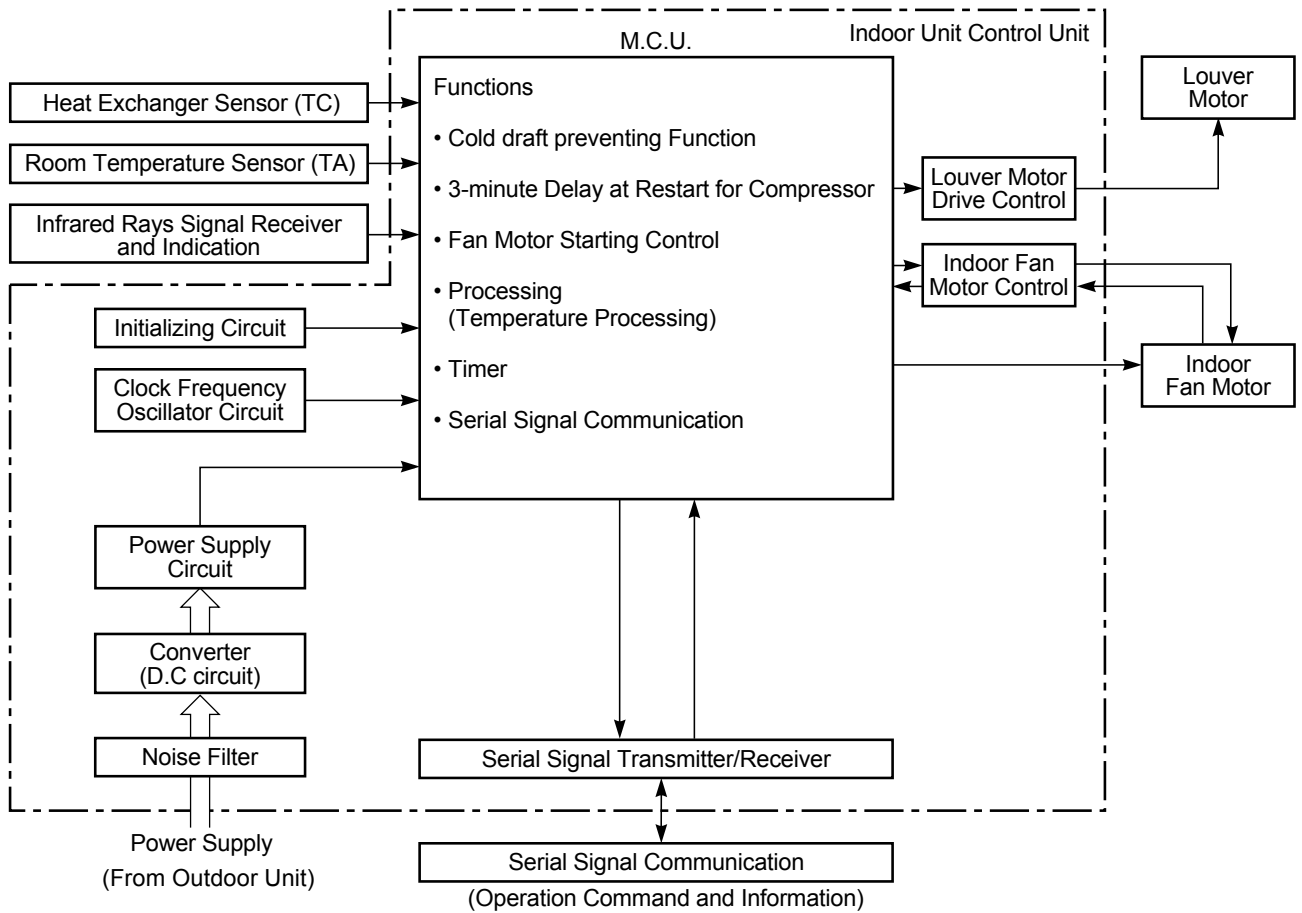 Indoor Unit Control Unit
M.C.U.
Heat Exchanger Sensor (TC)
Room Temperature Sensor (TA)
Infrared Rays Signal Receiver
and Indication
Initializing Circuit
Clock Frequency
Oscillator Circuit
Power Supply
Circuit
Converter
(D.C circuit)
Noise Filter
Power Supply
(From Outdoor Unit)
Functions
• Cold draft preventing Function
• 3-minute Delay at Restart for Compressor
• Fan Motor Starting Control
• Processing
(Temperature Processing)
• Timer
• Serial Signal Communication
Louver Motor
Drive Control
Indoor Fan
Motor Control
Louver
Motor
Indoor
Fan Motor
Serial Signal Transmitter/Receiver
Serial Signal Communication
(Operation Command and Information)